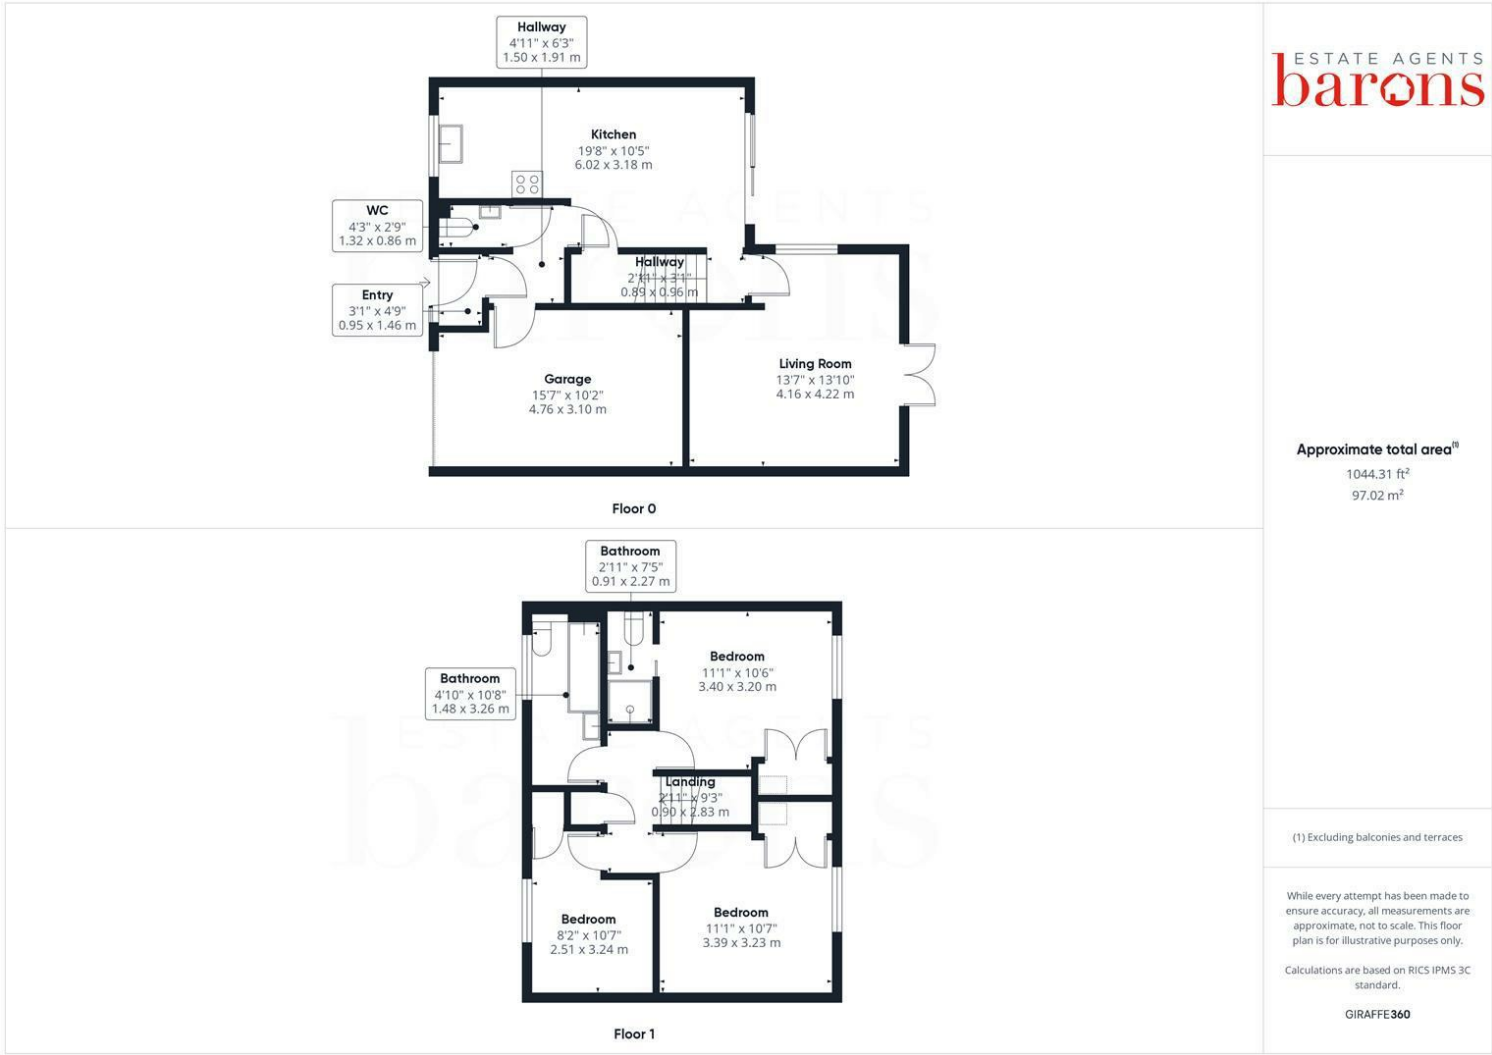 Hallway
4'11" x 6'3"
1.50 x 1.91 m
Kitchen
19'8" x 10'5"
6.02 x 3.18 m
WC
4'3" x 2'9"
1.32 x 0.86 m
Hallway
2'11" x 3'1"
0.89 x 0.96 m
Entry
3'1" x 4'9"
0.95 x 1.46 m
Garage
15'7" x 10'2"
4.76 x 3.10 m
Living Room
13'7" x 13'10"
4.16 x 4.22 m
Floor 0
Bathroom
2'11" x 7'5"
0.91 x 2.27 m
Bedroom
11'1" x 10'6"
3.40 x 3.20 m
Bathroom
4'10" x 10'8"
1.48 x 3.26 m
Landing
2'11" x 9'3"
0.90 x 2.83 m
Bedroom
8'2" x 10'7"
2.51 x 3.24 m
Bedroom
11'1" x 10'7"
3.39 x 3.23 m
Floor 1
ESTATE AGENTS
barons
ESTATE AGENTS
barons
ESTATE AGENTS
barons
Approximate total area⁽¹⁾
1044.31 ft²
97.02 m²
(1) Excluding balconies and terraces
While every attempt has been made to
ensure accuracy, all measurements are
approximate, not to scale. This floor
plan is for illustrative purposes only.
Calculations are based on RICS IPMS 3C
standard.
GIRAFFE360